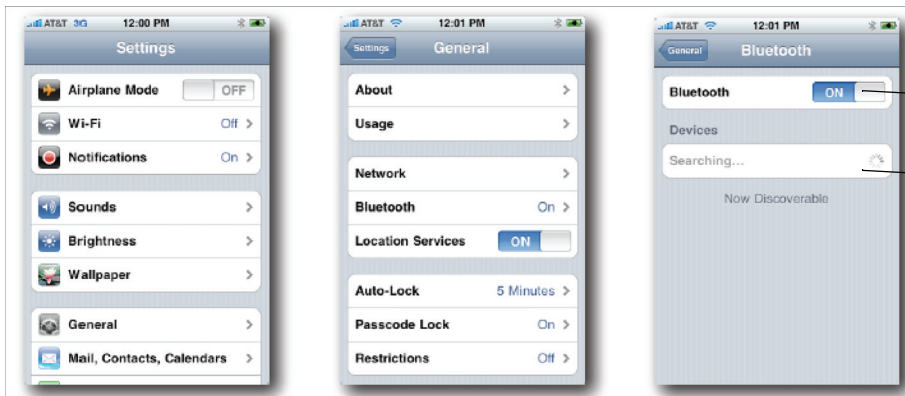 AT&T 3G 12:00 PM
Settings
Airplane Mode OFF
Wi-Fi Off
Notifications On
Sounds
Brightness
Wallpaper
General
Mail, Contacts, Calendars
AT&T 12:01 PM
Settings General
About
Usage
Network
Bluetooth On
Location Services ON
Auto-Lock 5 Minutes
Passcode Lock On
Restrictions Off
AT&T 12:01 PM
General Bluetooth
Bluetooth ON
Devices
Searching...
Now Discoverable